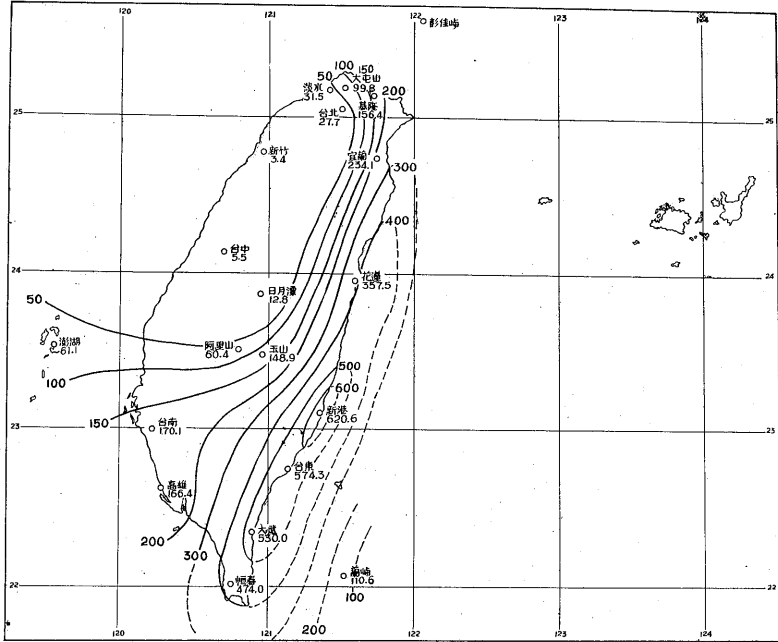 120
121
122
123
124
彭佳嶼
100
150
50
大屯山
99.8
200
淡水
31.5
基隆
156.4
台北
27.7
25
25
新竹
3.4
宜蘭
234.1
300
400
台中
5.5
24
24
花蓮
357.5
日月潭
12.8
50
澎湖
61.1
阿里山
60.4
玉山
148.9
100
500
600
150
新港
620.6
台南
170.1
23
23
台東
574.3
高雄
166.4
200
大武
530.0
300
蘭嶼
110.6
恒春
474.0
100
22
22
200
120
121
122
123
124